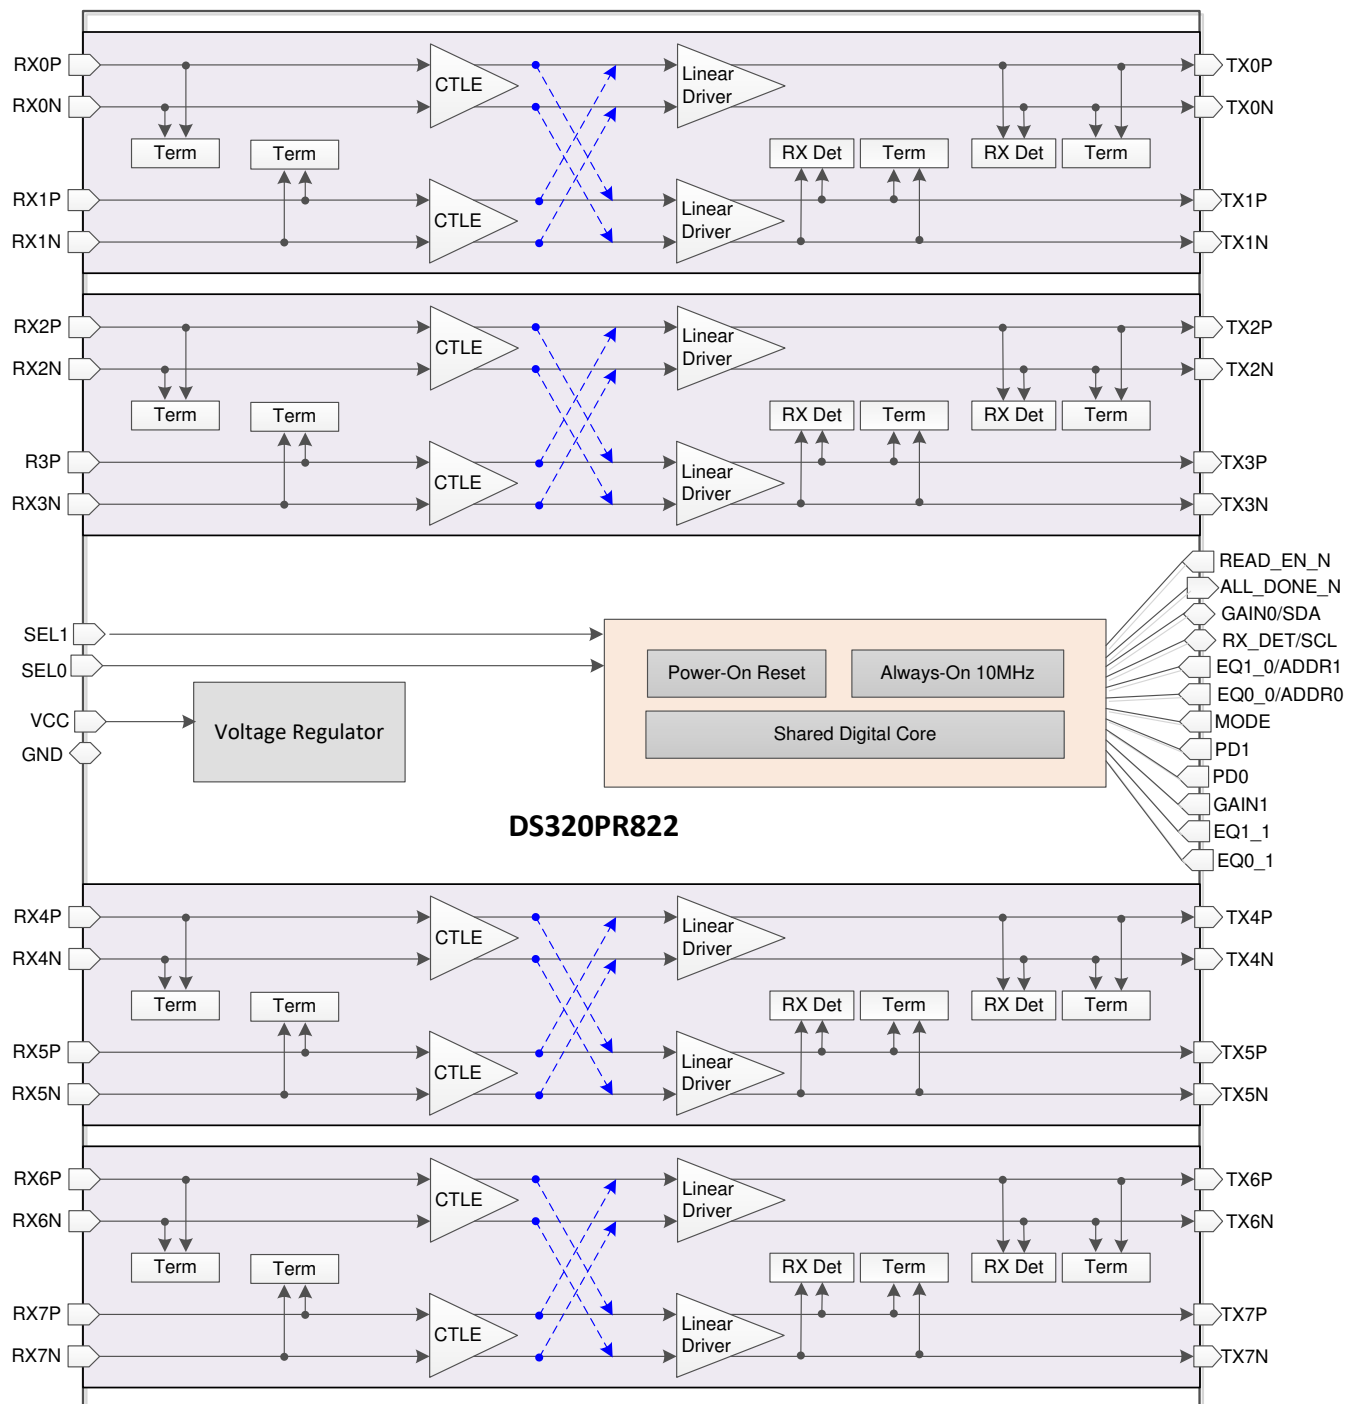 RX0P
CTLE
Linear
Driver
TX0P
RX0N
TX0N
Term
Term
RX Det
Term
RX Det
Term
RX1P
CTLE
Linear
Driver
TX1P
RX1N
TX1N
RX2P
CTLE
Linear
Driver
TX2P
RX2N
TX2N
Term
Term
RX Det
Term
RX Det
Term
R3P
CTLE
Linear
Driver
TX3P
RX3N
TX3N
READ_EN_N
ALL_DONE_N
GAIN0/SDA
SEL1
RX_DET/SCL
SEL0
Power-On Reset
Always-On 10MHz
EQ1_0/ADDR1
EQ0_0/ADDR0
VCC
Voltage Regulator
Shared Digital Core
MODE
GND
PD1
PD0
GAIN1
DS320PR822
EQ1_1
EQ0_1
RX4P
CTLE
Linear
Driver
TX4P
RX4N
TX4N
Term
Term
RX Det
Term
RX Det
Term
RX5P
CTLE
Linear
Driver
TX5P
RX5N
TX5N
RX6P
CTLE
Linear
Driver
TX6P
RX6N
TX6N
Term
Term
RX Det
Term
RX Det
Term
RX7P
CTLE
Linear
Driver
TX7P
RX7N
TX7N